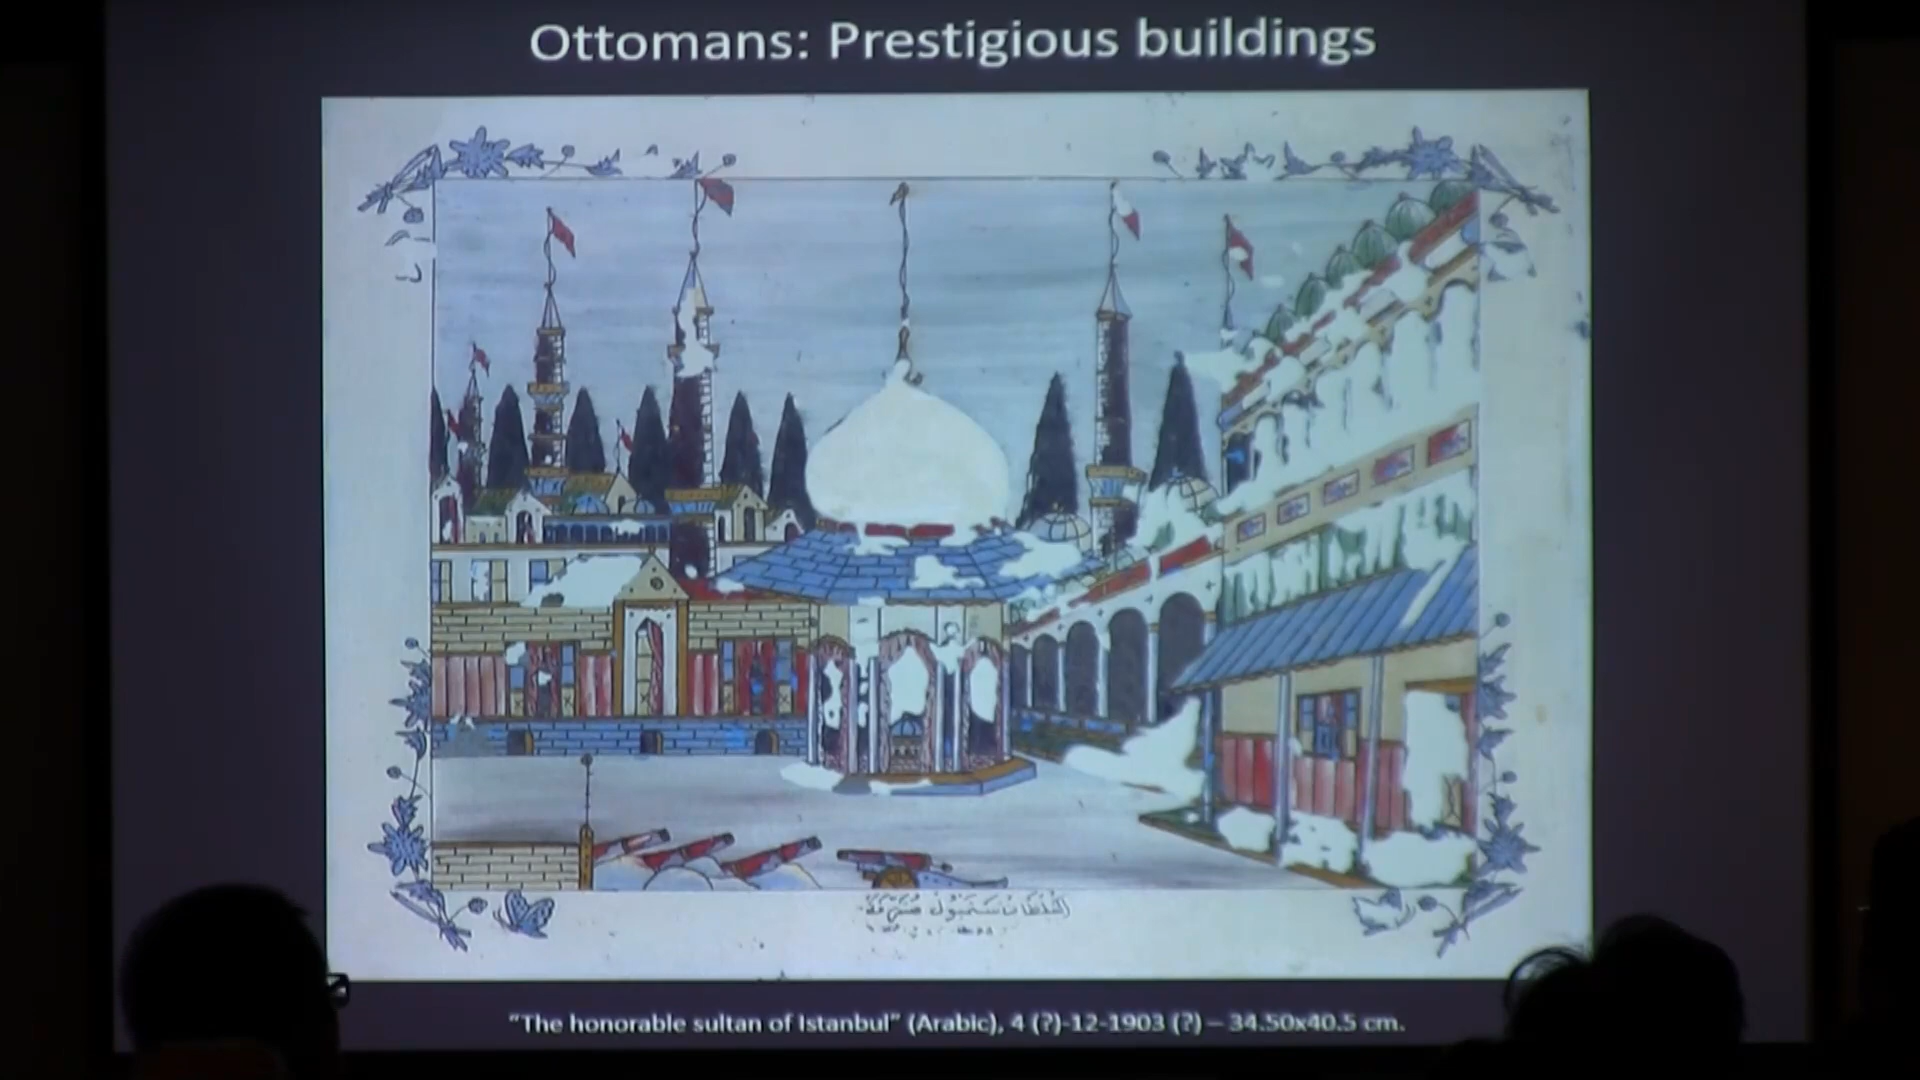 Ottomans: Prestigious buildings
"The honorable sultan of Istanbul" (Arabic), 4 (?)-12-1903 (?) – 34.50x40.5 cm.